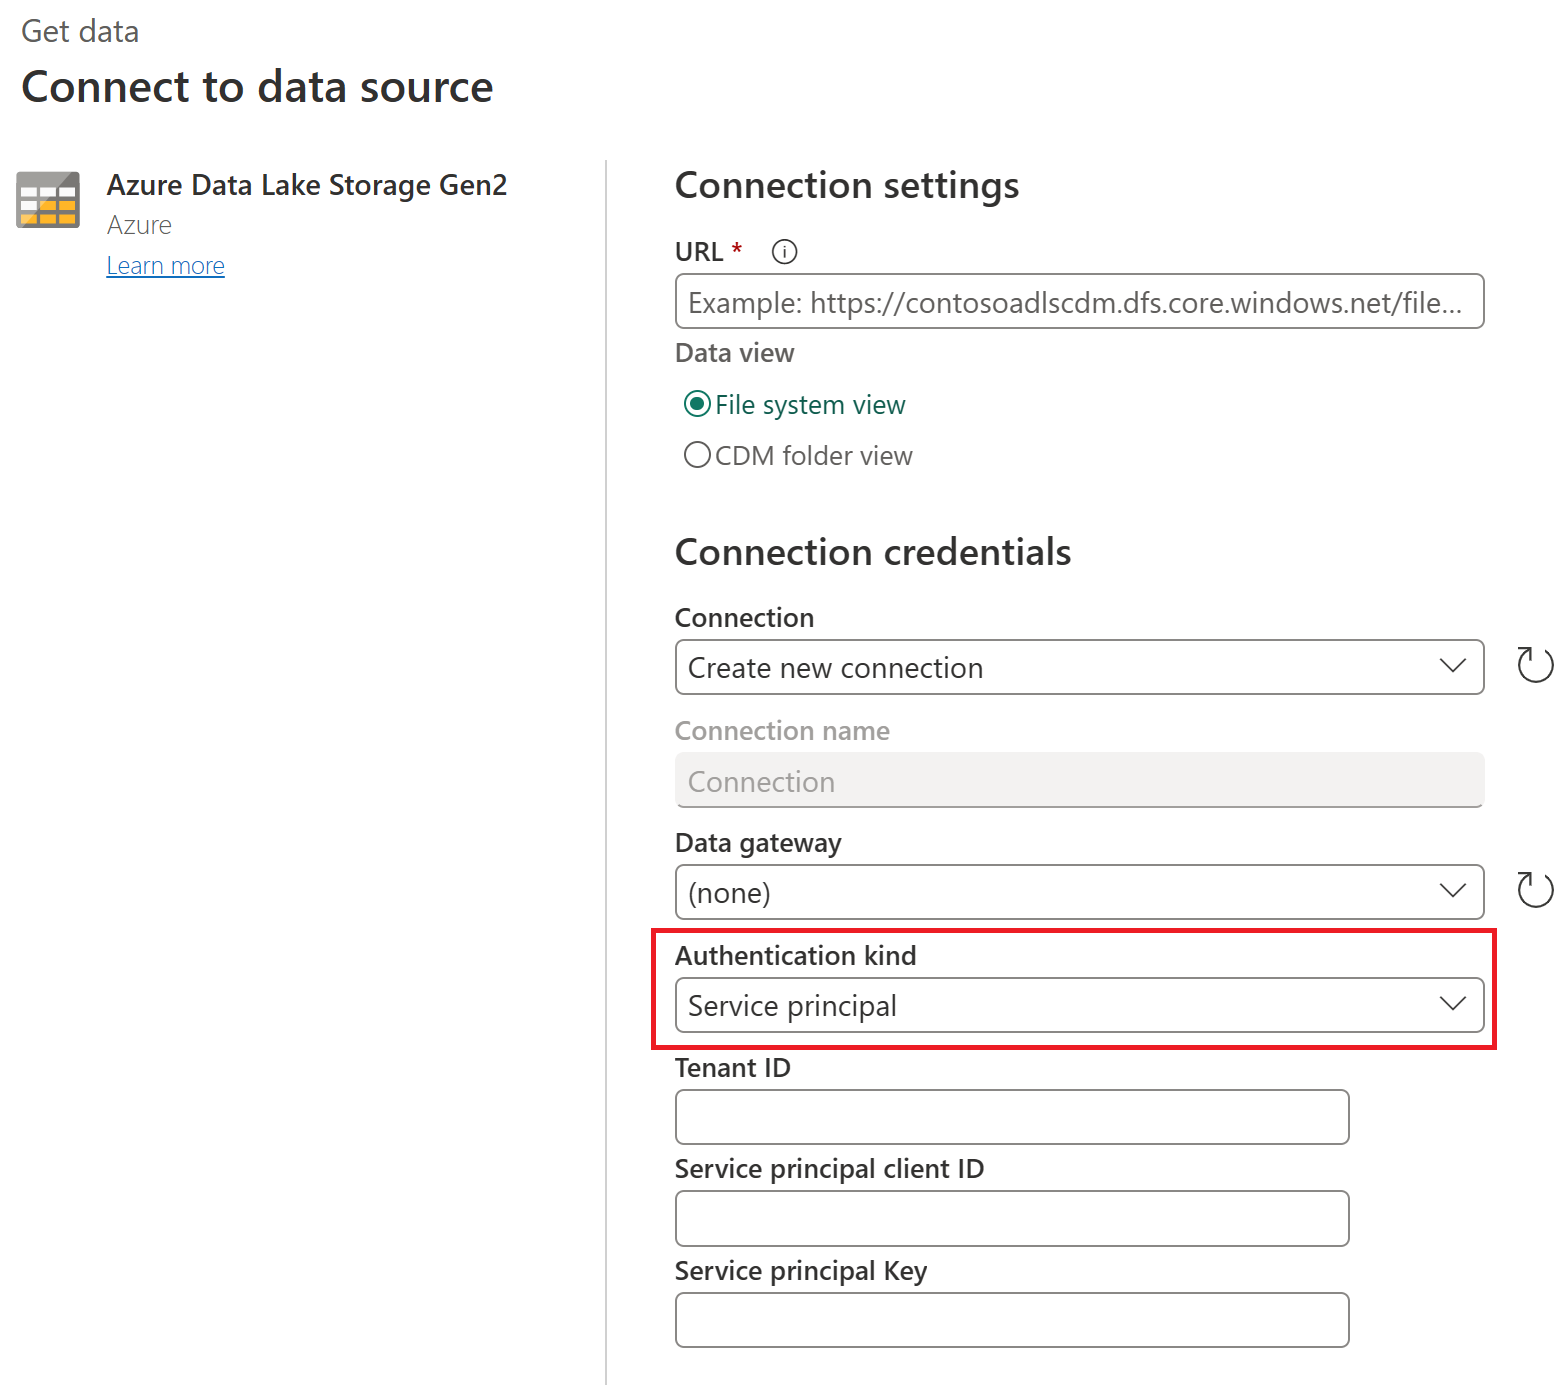 Get data
Connect to data source
Azure Data Lake Storage Gen2
Azure
Learn more
Connection settings
URL *
Example: https://contosoadlscdm.dfs.core.windows.net/file...
Data view
File system view
CDM folder view
Connection credentials
Connection
Create new connection
Connection name
Connection
Data gateway
(none)
Authentication kind
Service principal
Tenant ID
Service principal client ID
Service principal Key